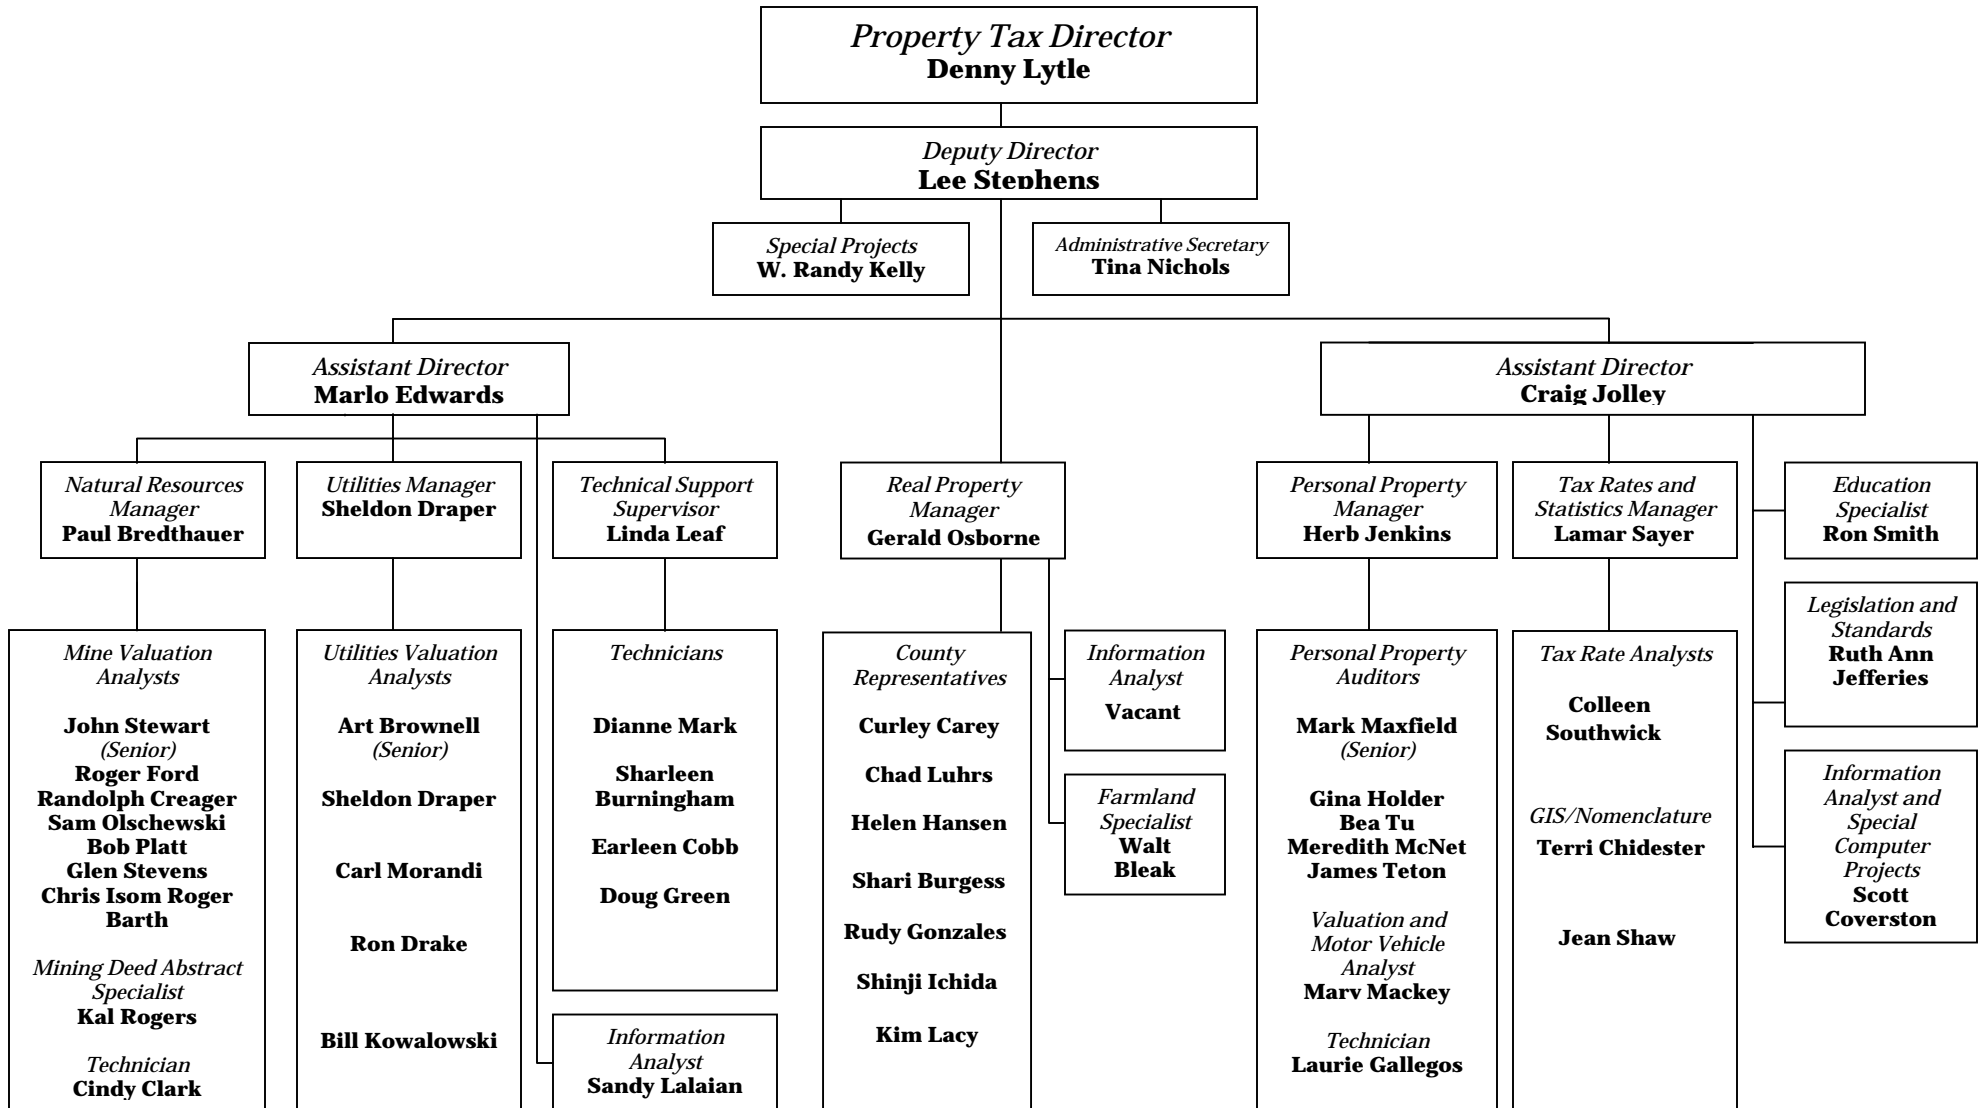 Property Tax Director
Denny Lytle
Deputy Director
Lee Stephens
Special Projects
W. Randy Kelly
Administrative Secretary
Tina Nichols
Assistant Director
Marlo Edwards
Assistant Director
Craig Jolley
Natural Resources
Manager
Paul Bredthauer
Utilities Manager
Sheldon Draper
Technical Support
Supervisor
Linda Leaf
Real Property
Manager
Gerald Osborne
Personal Property
Manager
Herb Jenkins
Tax Rates and
Statistics Manager
Lamar Sayer
Education
Specialist
Ron Smith
Legislation and
Standards
Ruth Ann
Jefferies
Information
Analyst and
Special
Computer
Projects
Scott
Coverston
Mine Valuation
Analysts
John Stewart
(Senior)
Roger Ford
Randolph Creager
Sam Olschewski
Bob Platt
Glen Stevens
Chris Isom Roger
Barth
Mining Deed Abstract
Specialist
Kal Rogers
Technician
Cindy Clark
Utilities Valuation
Analysts
Art Brownell
(Senior)
Sheldon Draper
Carl Morandi
Ron Drake
Bill Kowalowski
Technicians
Dianne Mark
Sharleen
Burningham
Earleen Cobb
Doug Green
Information
Analyst
Sandy Lalaian
County
Representatives
Curley Carey
Chad Luhrs
Helen Hansen
Shari Burgess
Rudy Gonzales
Shinji Ichida
Kim Lacy
Information
Analyst
Vacant
Farmland
Specialist
Walt
Bleak
Personal Property
Auditors
Mark Maxfield
(Senior)
Gina Holder
Bea Tu
Meredith McNet
James Teton
Valuation and
Motor Vehicle
Analyst
Marv Mackey
Technician
Laurie Gallegos
Tax Rate Analysts
Colleen
Southwick
GIS/Nomenclature
Terri Chidester
Jean Shaw